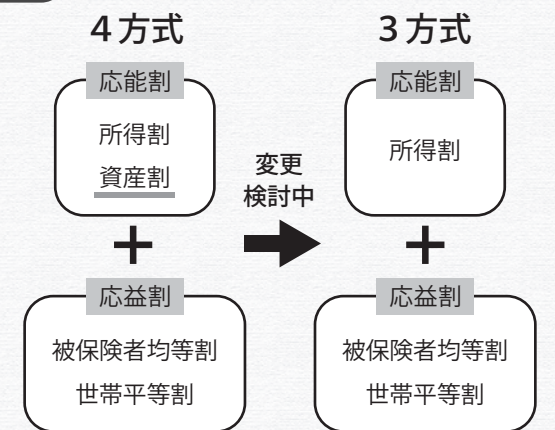 4方式
応能割
所得割
資産割
+
応益割
被保険者均等割
世帯平等割
変更
検討中
3方式
応能割
所得割
+
応益割
被保険者均等割
世帯平等割